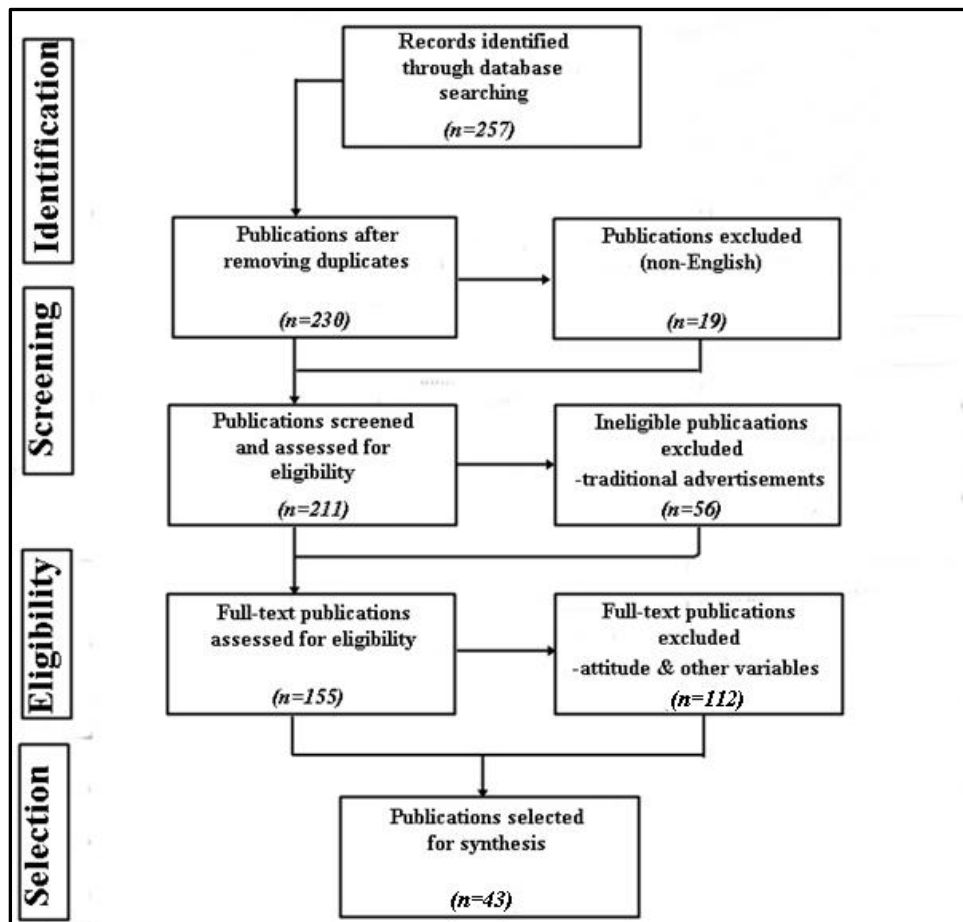 Identification
Records identified
through database
searching
(n=257)
Publications after
removing duplicates
(n=230)
Publications excluded
(non-English)
(n=19)
Screening
Publications screened
and assessed for
eligibility
(n=211)
Ineligible publicaations
excluded
-traditional advertisements
(n=56)
Eligibility
Full-text publications
assessed for eligibility
(n=155)
Full-text publications
excluded
-attitude & other variables
(n=112)
Selection
Publications selected
for synthesis
(n=43)